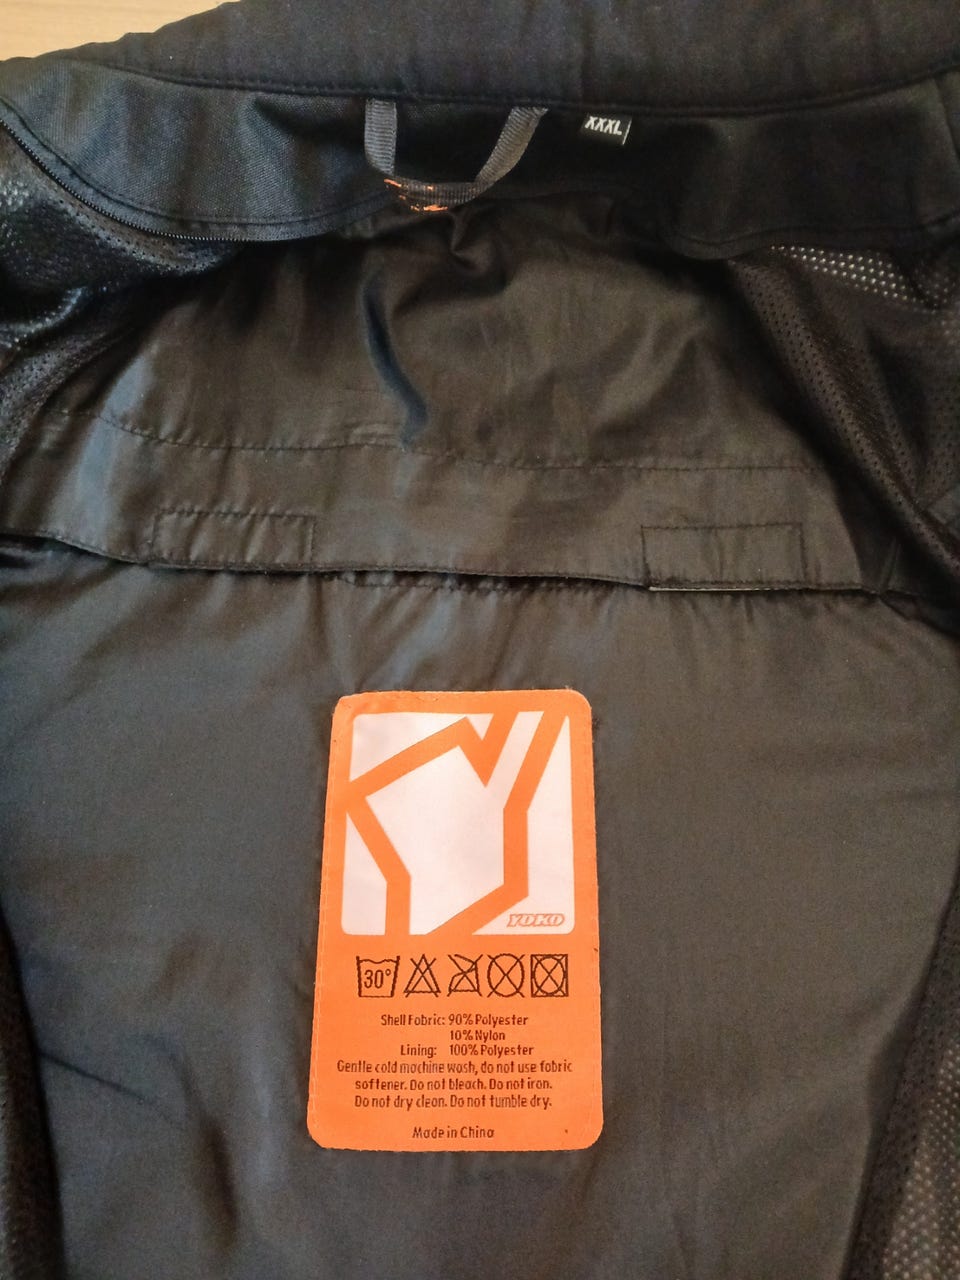 XXXL
YOKO
30°
Shell Fabric: 90% Polyester
10% Nylon
Lining: 100% Polyester
Gentle cold machine wash, do not use fabric
softener. Do not bleach. Do not iron.
Do not dry clean. Do not tumble dry.
Made in China